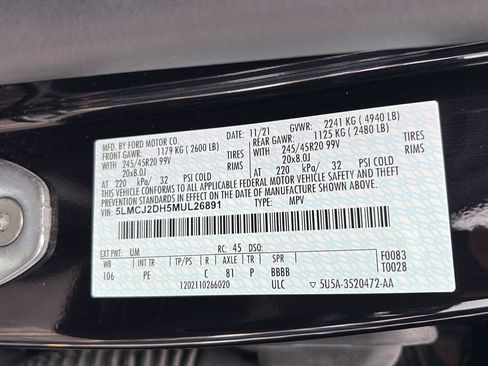 MFD. BY FORD MOTOR CO.
11/21 GVWR: 2241 KG ( 4940 LB)
FRONT GAWR: 1179 KG ( 2600 LB) REAR GAWR: 1125 KG ( 2480 LB)
WITH 245/45R20 99V TIRES WITH 245/45R20 99V TIRES
20x8.0J RIMS 20x8.0J RIMS
AT 220 kPa/ 32 PSI COLD AT 220 kPa/ 32 PSI COLD
THIS VEHICLE CONFORMS TO ALL APPLICABLE FEDERAL MOTOR VEHICLE SAFETY AND THEFT
PREVENTION STANDARDS IN EFFECT ON THE DATE OF MANUFACTURE SHOWN ABOVE.
VIN: 5LMCJ2DH5MUL26891 TYPE: MPV
EXT PNT: UM RC: 45 DSO: F0083
WB INT TR TP/PS R AXLE TR SPR T0028
106 PE C 81 P BBBB
1202110266020 ULC 5U5A-3520472-AA